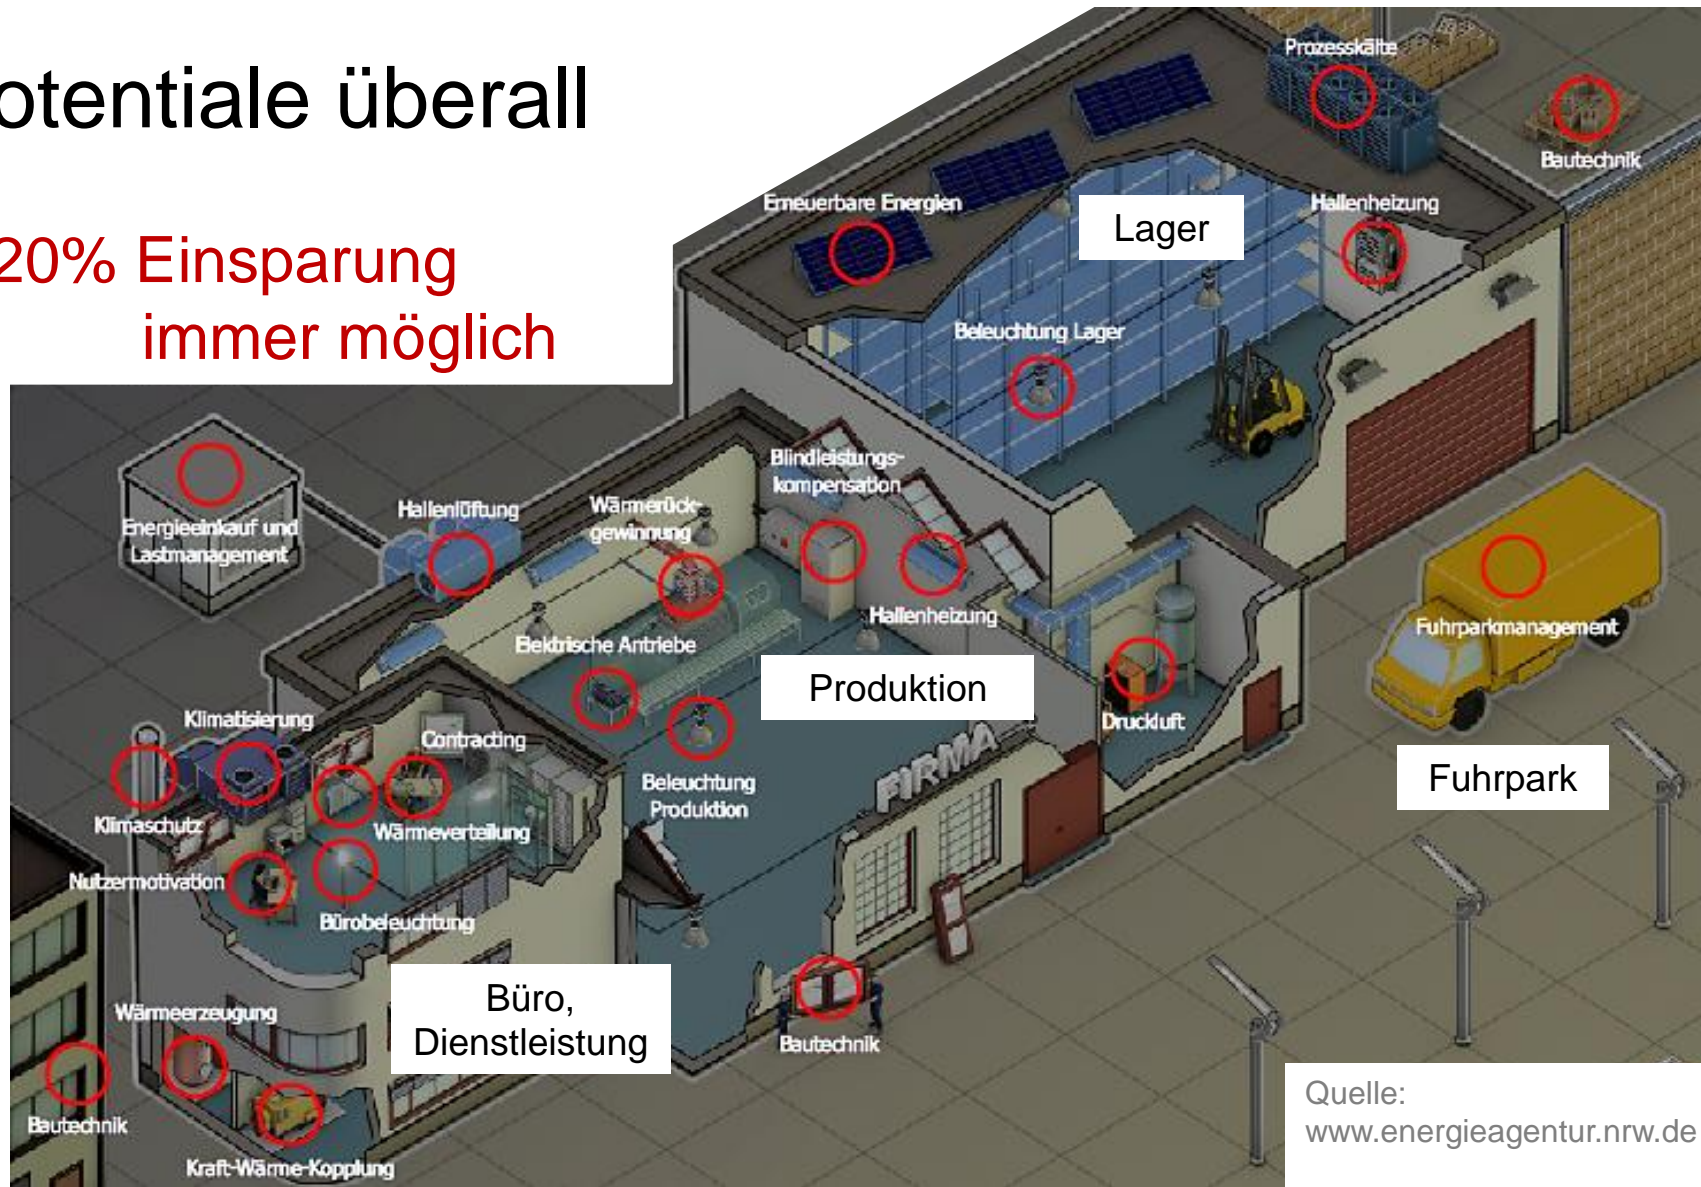 otentiale überall
20% Einsparung
immer möglich
Prozesskälte
Bautechnik
Erneuerbare Energien
Lager
Hallenheizung
Beleuchtung Lager
Blindleistungs-
kompensation
Energieeinkauf und
Lastmanagement
Hallenlüftung
Wärmerück-
gewinnung
Hallenheizung
Elektrische Antriebe
Fuhrparkmanagement
Produktion
Druckluft
Klimatisierung
Contracting
FIRMA
Fuhrpark
Beleuchtung
Produktion
Klimaschutz
Wärmeverteilung
Nutzermotivation
Bürobeleuchtung
Büro,
Dienstleistung
Wärmeerzeugung
Bautechnik
Bautechnik
Kraft-Wärme-Kopplung
Quelle:
www.energieagentur.nrw.de